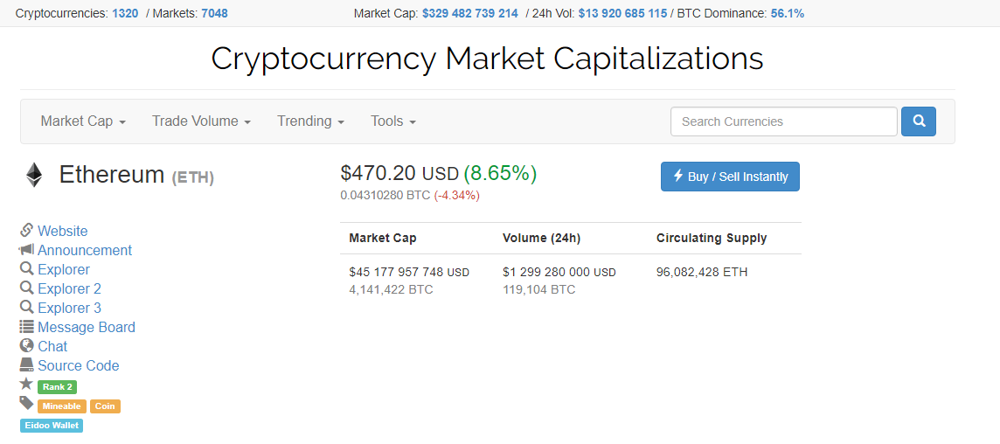 Cryptocurrencies: 1320 / Markets: 7048 Market Cap: $329 482 739 214 / 24h Vol: $13 920 685 115 / BTC Dominance: 56.1%
Cryptocurrency Market Capitalizations
Market Cap Trade Volume Trending Tools Search Currencies
Ethereum (ETH) $470.20 USD (8.65%) Buy / Sell Instantly
0.04310280 BTC (-4.34%)
Website
Announcement
Explorer
Explorer 2
Explorer 3
Message Board
Chat
Source Code
Rank 2
Mineable Coin
Eidoo Wallet
Market Cap Volume (24h) Circulating Supply
$45 177 957 748 USD $1 299 280 000 USD 96,082,428 ETH
4,141,422 BTC 119,104 BTC